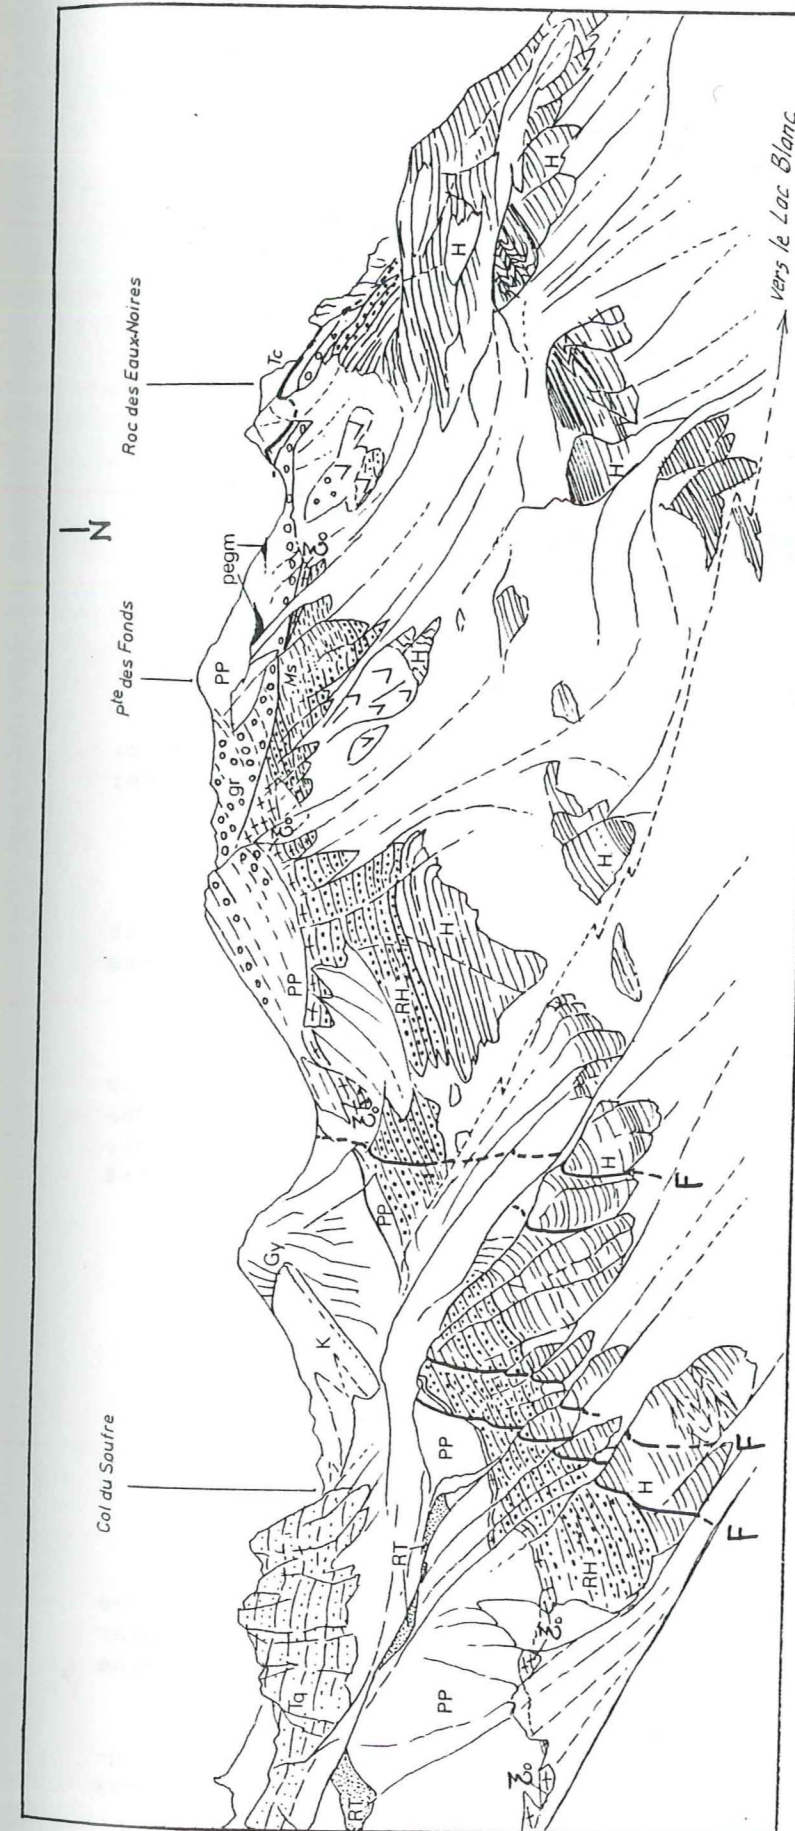 Col du Soufre
Pte des Fonds
N
Roc des Eaux-Noires
Tc
pegm
PP
gr
Ms
PP
Gy
K
PP
Tq
RT
RT
PP
PP
RH
RH
H
H
H
H
H
H
H
H
H
F
F
F
vers le Lac Blanc